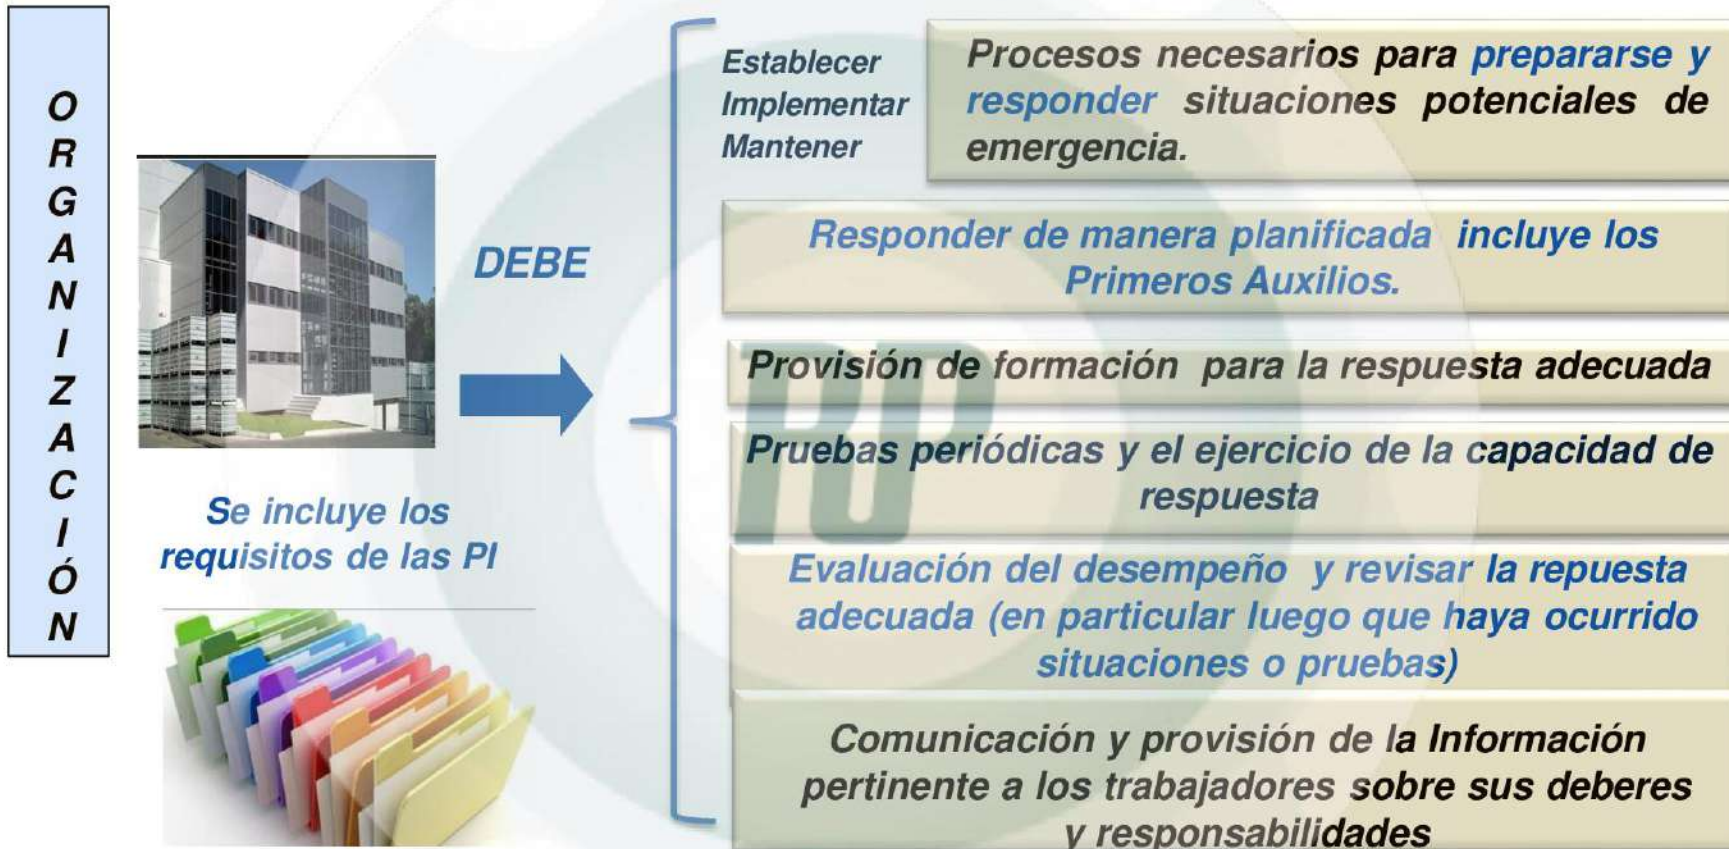 ORGANIZACIÓN
DEBE
Se incluye los
requisitos de las PI
Establecer
Implementar
Mantener
Procesos necesarios para prepararse y
responder situaciones potenciales de
emergencia.
Responder de manera planificada incluye los
Primeros Auxilios.
Provisión de formación para la respuesta adecuada
Pruebas periódicas y el ejercicio de la capacidad de
respuesta
Evaluación del desempeño y revisar la repuesta
adecuada (en particular luego que haya ocurrido
situaciones o pruebas)
Comunicación y provisión de la Información
pertinente a los trabajadores sobre sus deberes
y responsabilidades